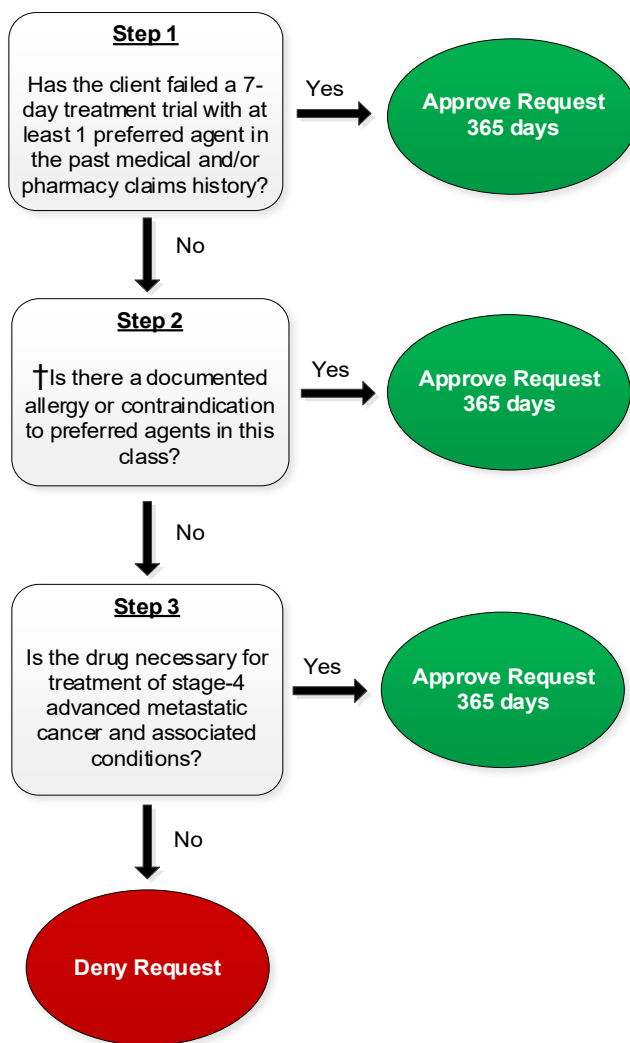 Step 1
Has the client failed a 7-
day treatment trial with at
least 1 preferred agent in
the past medical and/or
pharmacy claims history?
Yes
Approve Request
365 days
No
Step 2
†Is there a documented
allergy or contraindication
to preferred agents in this
class?
Yes
Approve Request
365 days
No
Step 3
Is the drug necessary for
treatment of stage-4
advanced metastatic
cancer and associated
conditions?
Yes
Approve Request
365 days
No
Deny Request